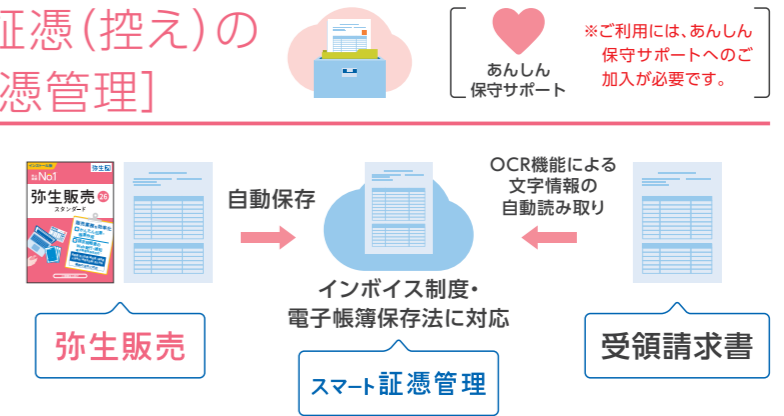 証憑(控え)の
憑管理]
あんしん
保守サポート
※ご利用には、あんしん
保守サポートへのご
加入が必要です。
No1
弥生
弥生販売 26
スタンダード
自動保存
OCR機能による
文字情報の
自動読み取り
インボイス制度・
電子帳簿保存法に対応
弥生販売
スマート証憑管理
受領請求書